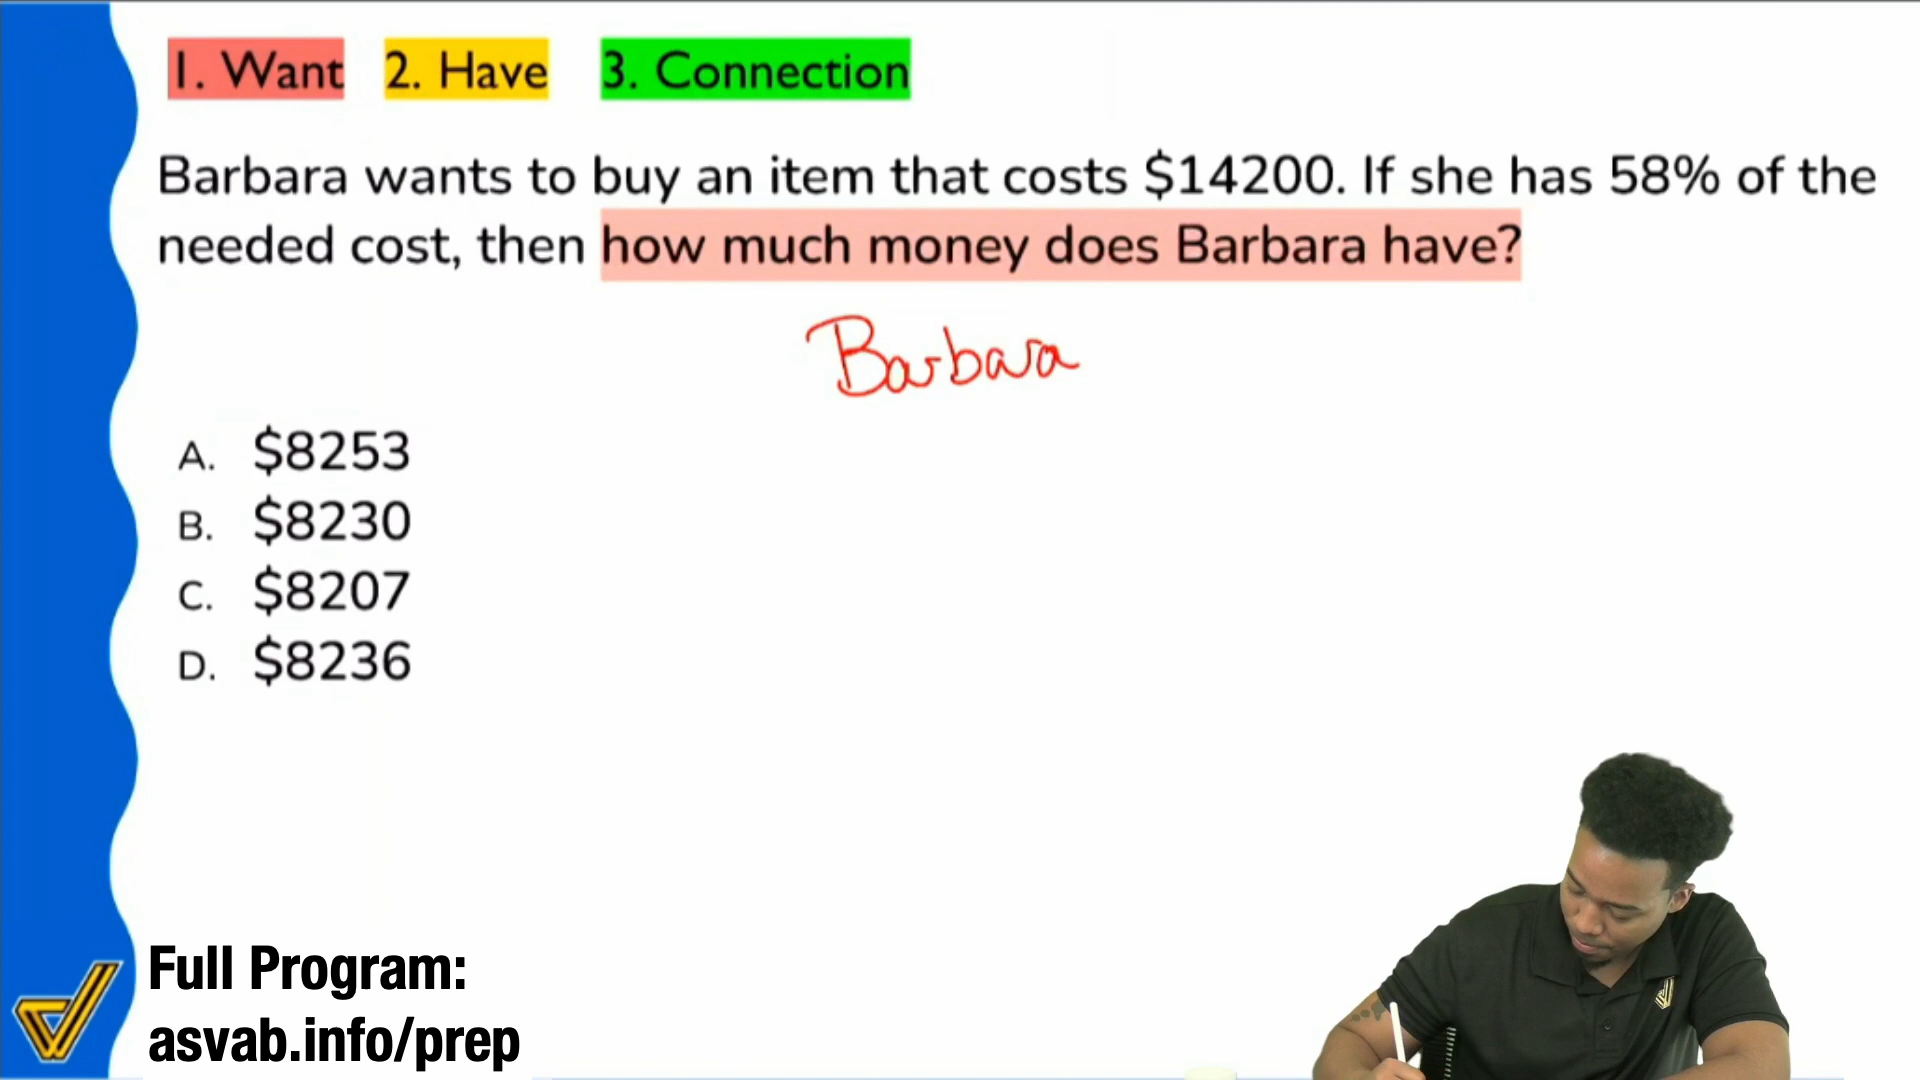 1. Want 2. Have 3. Connection
Barbara wants to buy an item that costs $14200. If she has 58% of the
needed cost, then how much money does Barbara have?
Barbara
A. $8253
B. $8230
C. $8207
D. $8236
Full Program:
asvab.info/prep